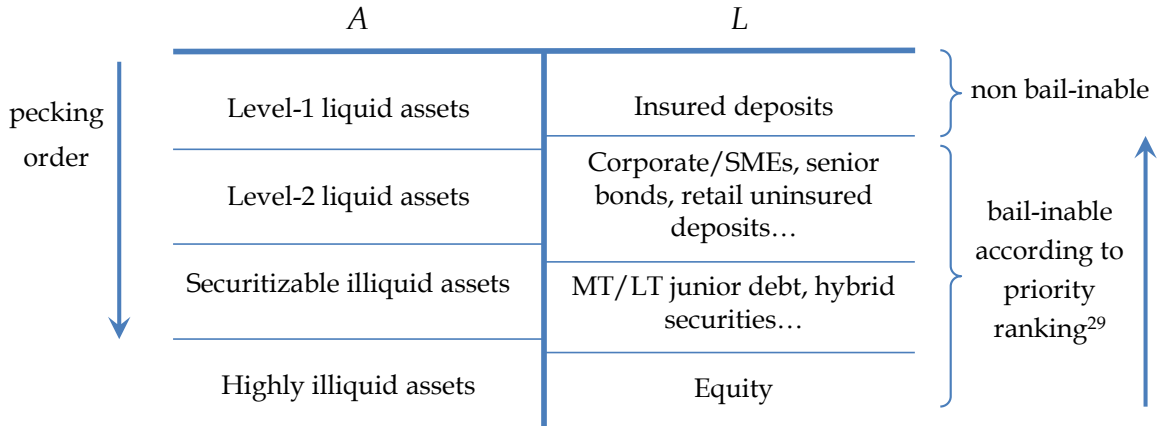 A
L
pecking
order
Level-1 liquid assets
Insured deposits
non bail-inable
Level-2 liquid assets
Corporate/SMEs, senior
bonds, retail uninsured
deposits…
Securitizable illiquid assets
MT/LT junior debt, hybrid
securities…
bail-inable
according to
priority
ranking²⁹
Highly illiquid assets
Equity